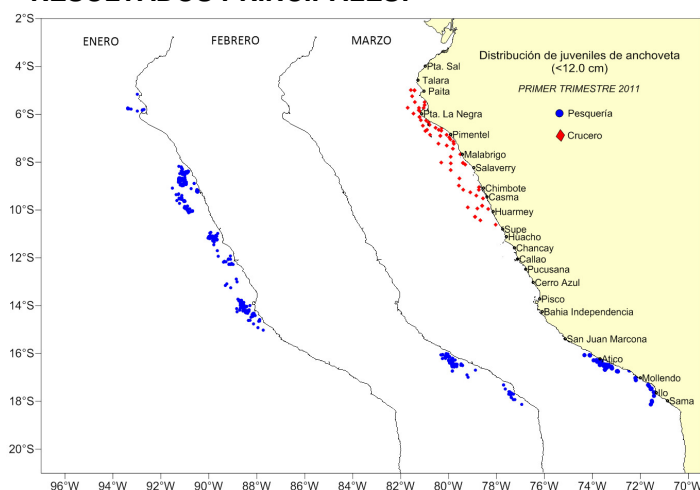 RESULTADOS PRINCIPALES:
ENERO
FEBRERO
MARZO
Distribución de juveniles de anchoveta
(<12.0 cm)
PRIMER TRIMESTRE 2011
Pesquería
Crucero
2°S
4°S
6°S
8°S
10°S
12°S
14°S
16°S
18°S
20°S
Pta. Sal
Talara
Paita
Pta. La Negra
Pimentel
Malabrigo
Salaverry
Chimbote
Casma
Huarmey
Supe
Huacho
Chancay
Callao
Pucusana
Cerro Azul
Pisco
Bahia Independencia
San Juan Marcona
Atico
Mollendo
Ilo
Sama
96°W 94°W 92°W 90°W 88°W 86°W 84°W 82°W 80°W 78°W 76°W 74°W 72°W 70°W